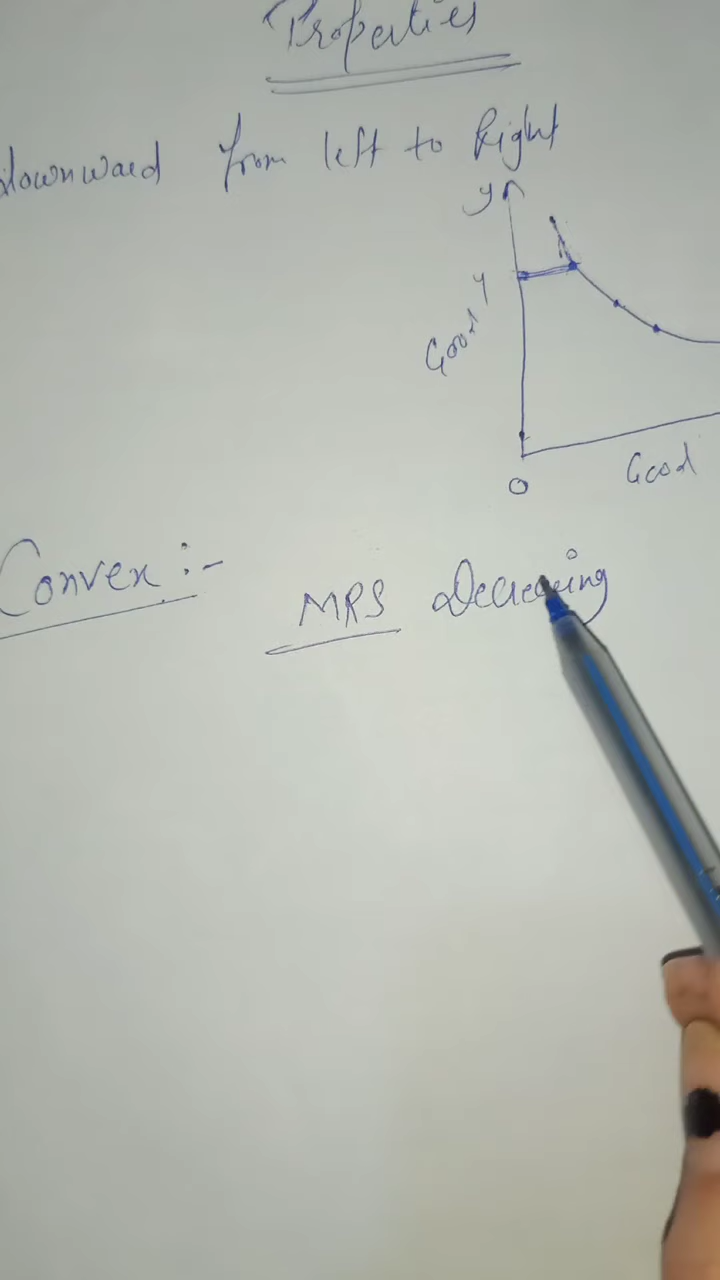 Properties
downward from left to Right
y
y
Good
Good
O
Convex :-
MRS Decreasing